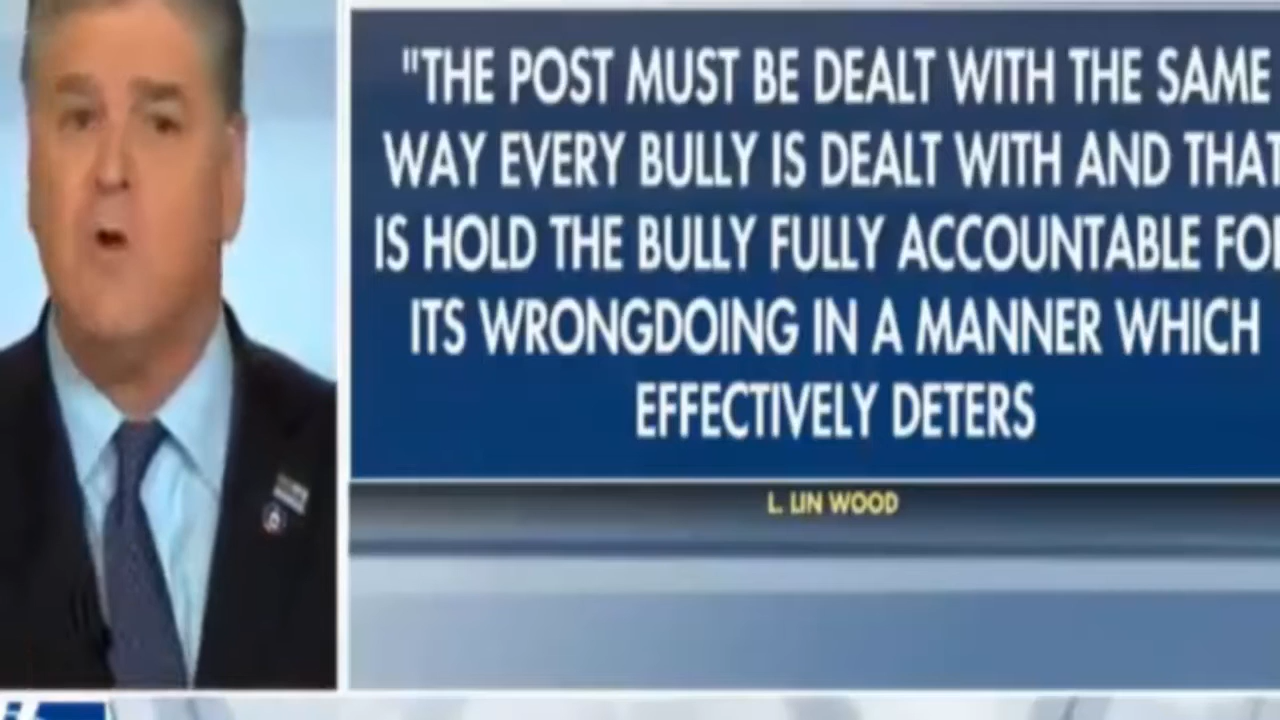 "THE POST MUST BE DEALT WITH THE SAME
WAY EVERY BULLY IS DEALT WITH AND THAT
IS HOLD THE BULLY FULLY ACCOUNTABLE
ITS WRONGDOING IN A MANNER WHICH
EFFECTIVELY DETERS
L. LIN WOOD